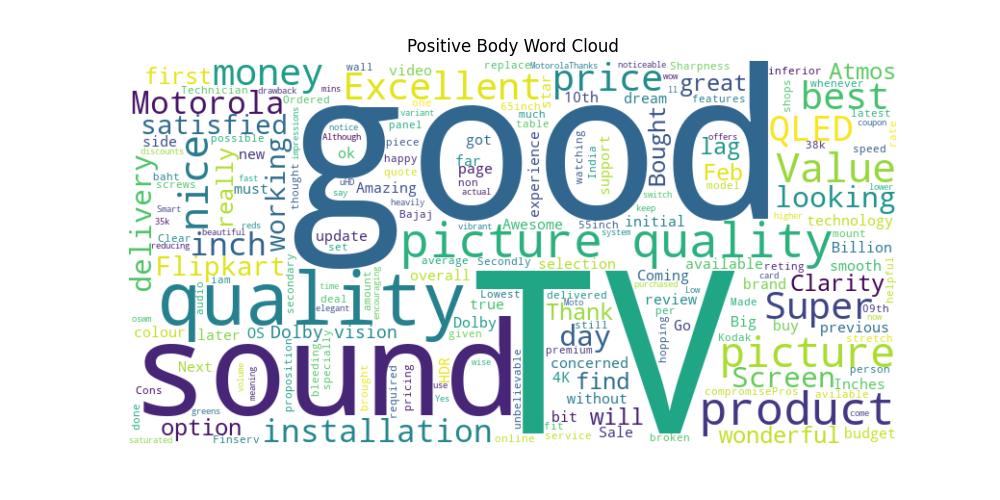 Positive Body Word Cloud
first money Excellent price great Atmos
wall video replace MotorolaThanks noticeable Sharpness inferior whenever
Technician drawback mins star 10th dream wow ll features shops best latest
Motorola Ordered one 65inch much coupon
satisfied impressions variant table QLED rate
possible notice Although panel piece got experience watching India support Bought offers lag 38k speed
side nice really new working thought ok happy far page Feb Value
discounts fast quote non actual model lower
delivery screws must uHD say Amazing heavily switch looking
baht Smart beautiful Bajaj keep higher
35k reds vibrant Awesome 55inch initial technology
Clear reducing inch update set good picture quality system mount Billion
Flipkart average Secondly selection available reting smooth
iam secondary time amount encouraging overall Coming purchased card brand Clarity helpful
audio quality deal elegant Lowest delivered Moto review Low Made Super 09th
oswm true Thank per Big buy previous now stretch
colour later OS Dolby vision Dolby given still day Go hopping Kodak
sound TV premium concerned picture person
Next volume meaning proposition bleeding specially brought required pricing HDR wise unbelievable 4K find Screen Inches
Cons use Yes without compromisePros avilable
done greens option bit will product come
Finserv installation fit Sale wonderful budget
saturated online service broken